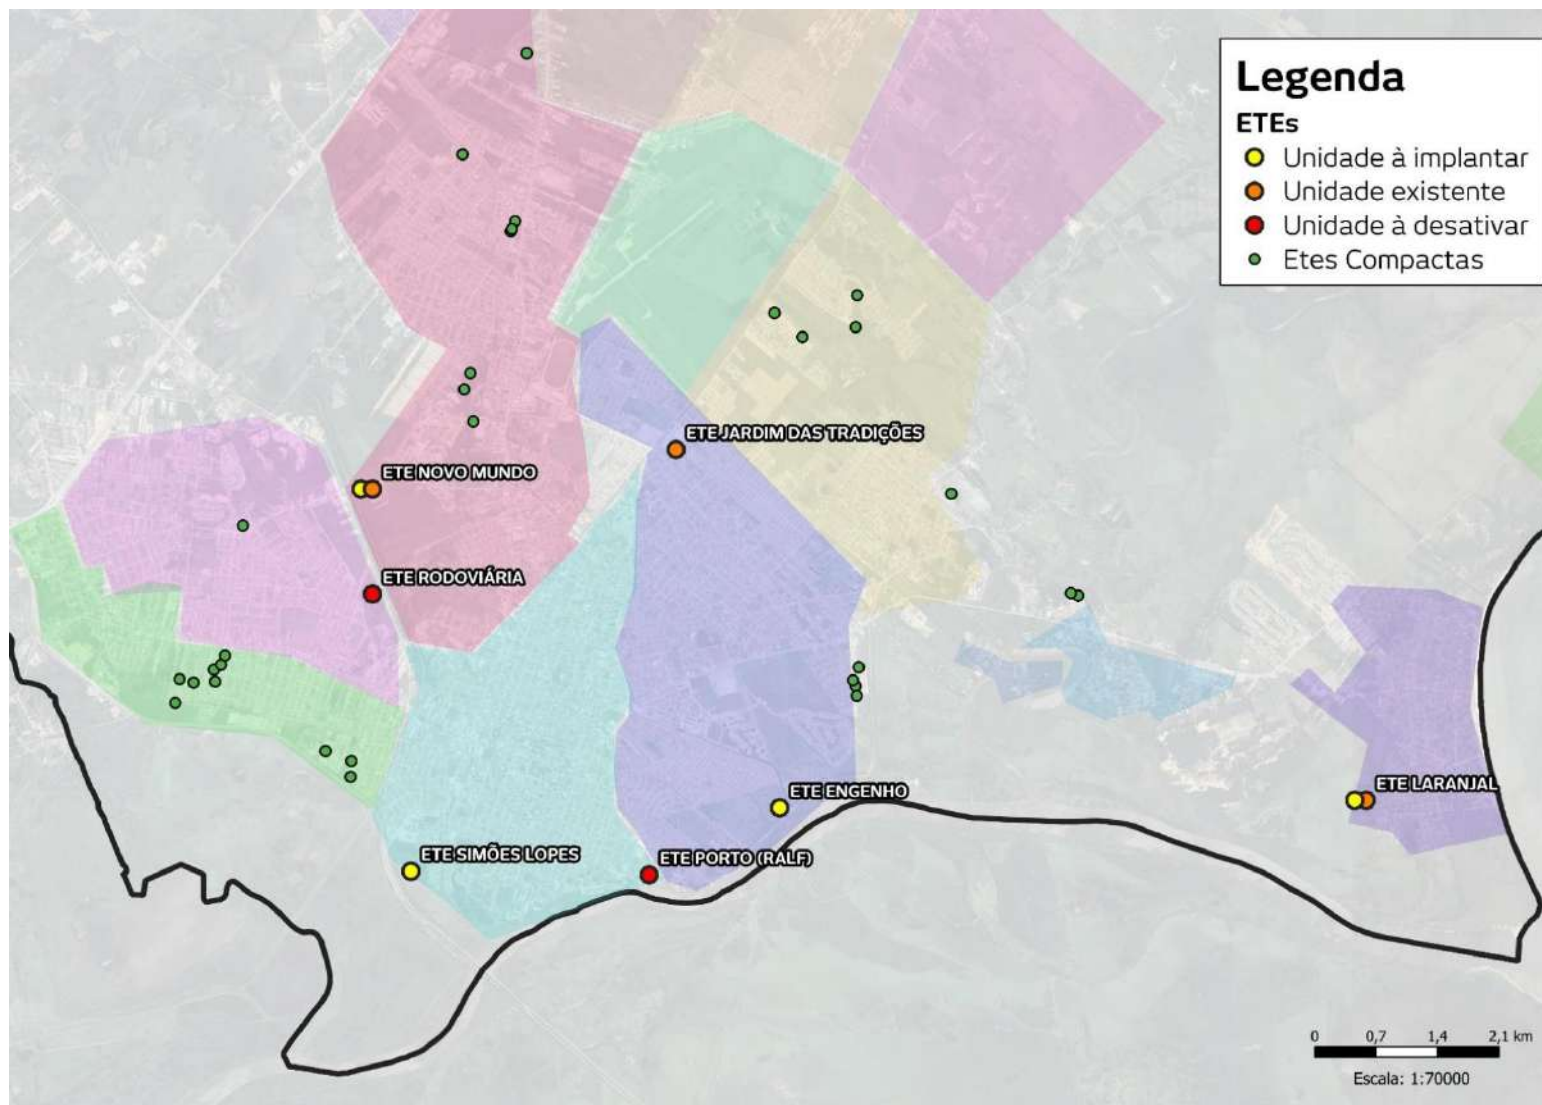 Legenda
ETEs
Unidade à implantar
Unidade existente
Unidade à desativar
Etes Compactas
ETE JARDIM DAS TRADIÇÕES
ETE NOVO MUNDO
ETE RODOVIÁRIA
ETE LARANJAL
ETE ENGENHO
ETE SIMÕES LOPES
ETE PORTO (RALF)
0 0,7 1,4 2,1 km
Escala: 1:70000